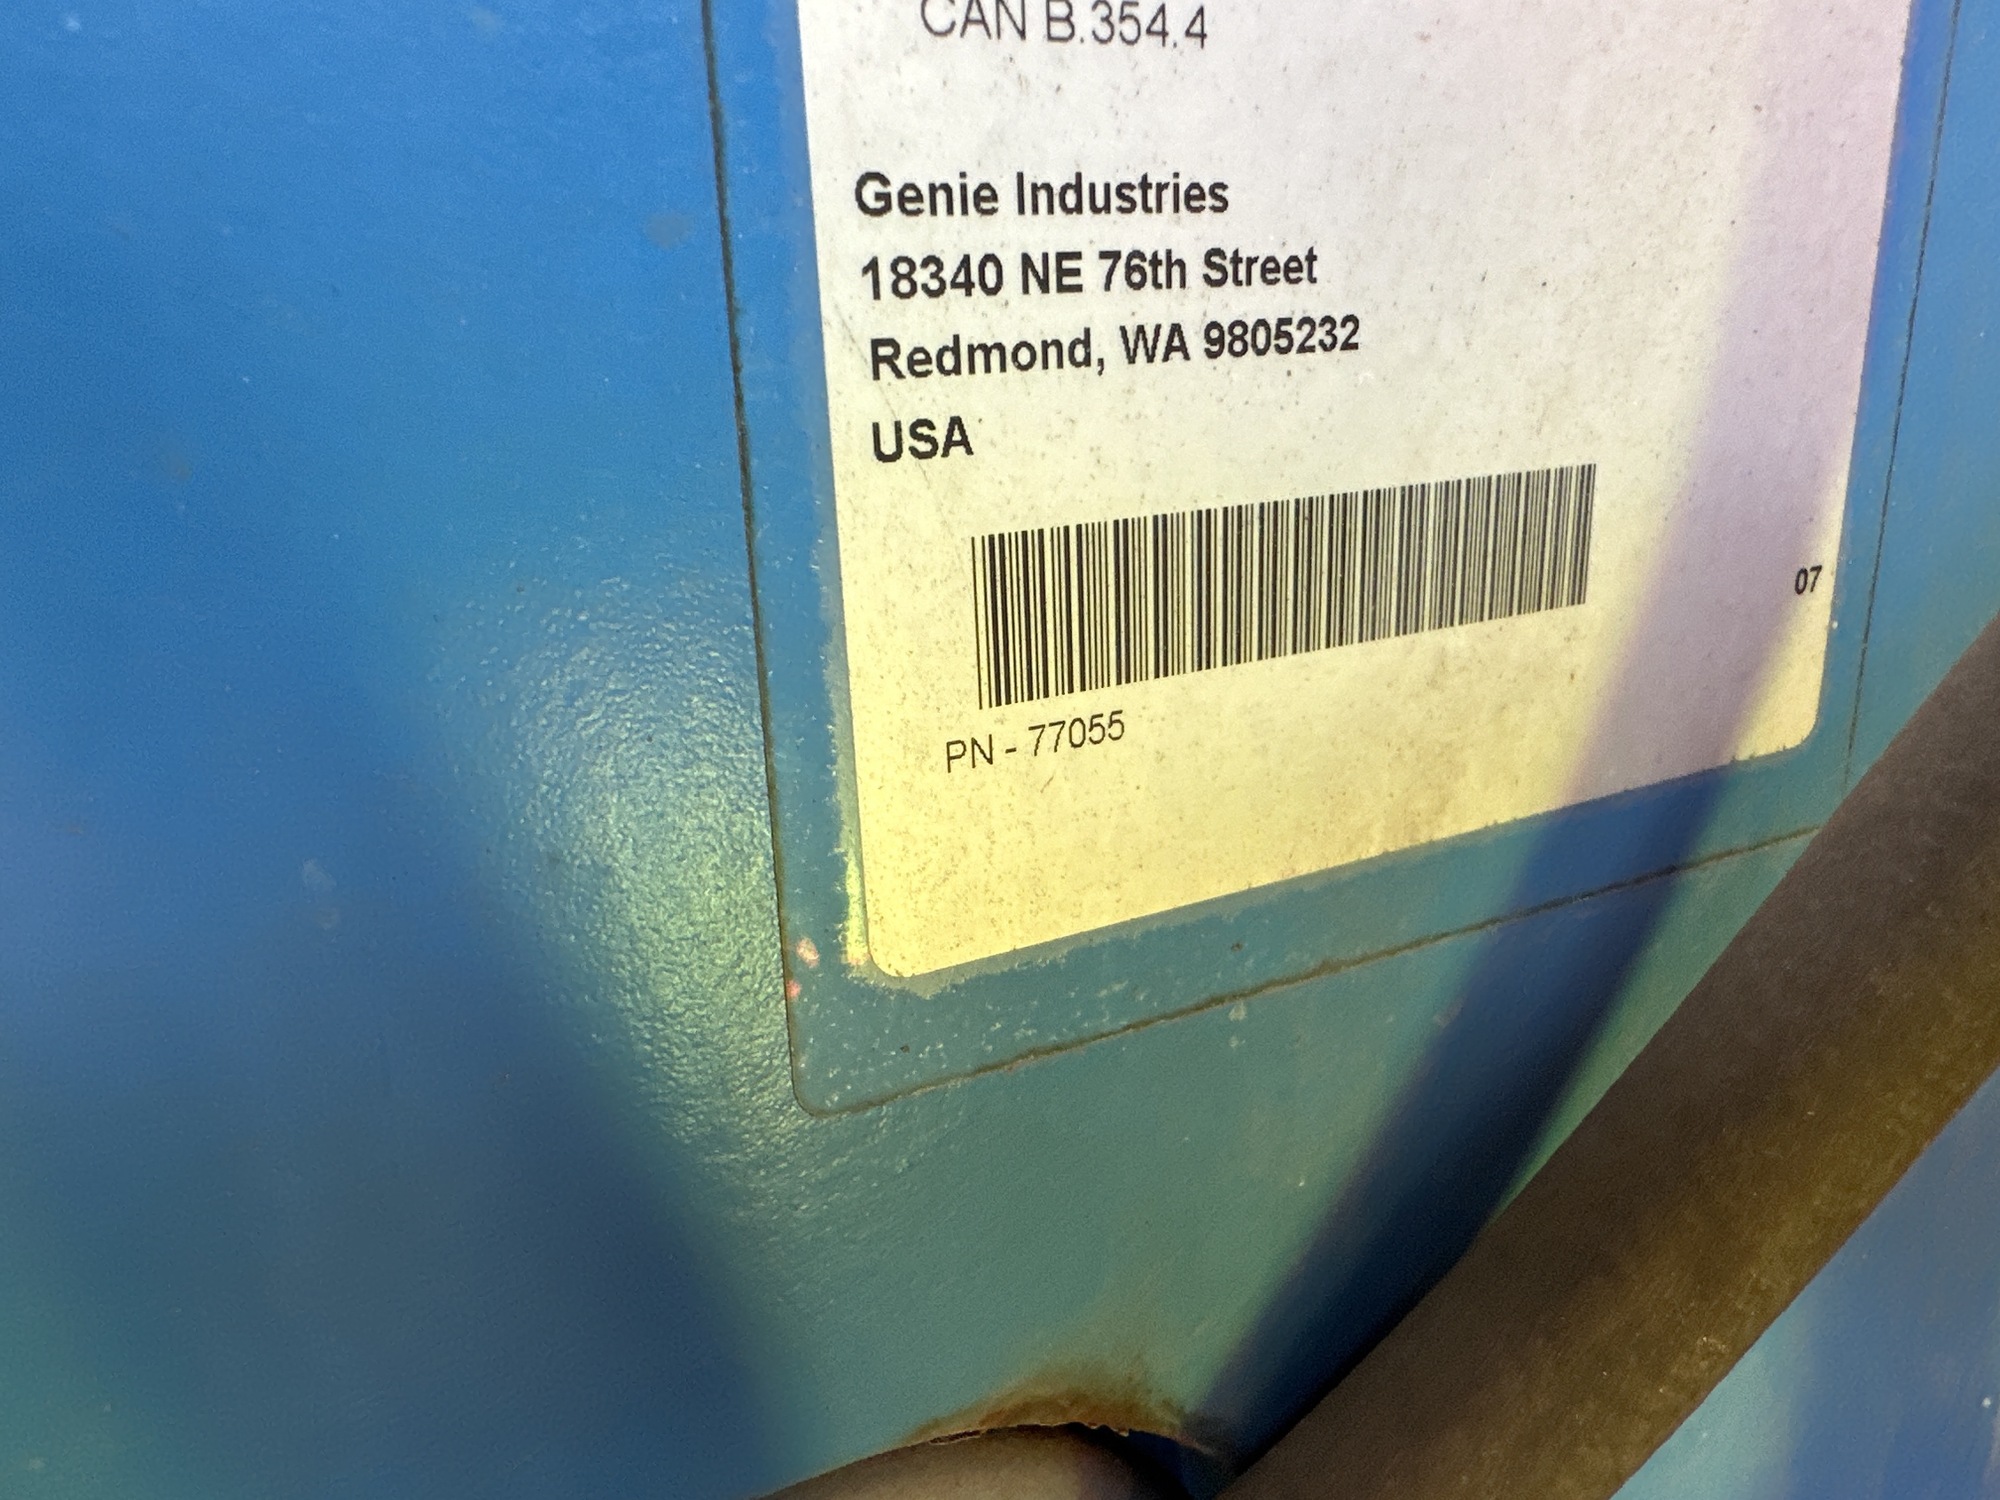 CAN B.354.4
Genie Industries
18340 NE 76th Street
Redmond, WA 9805232
USA
07
PN - 77055